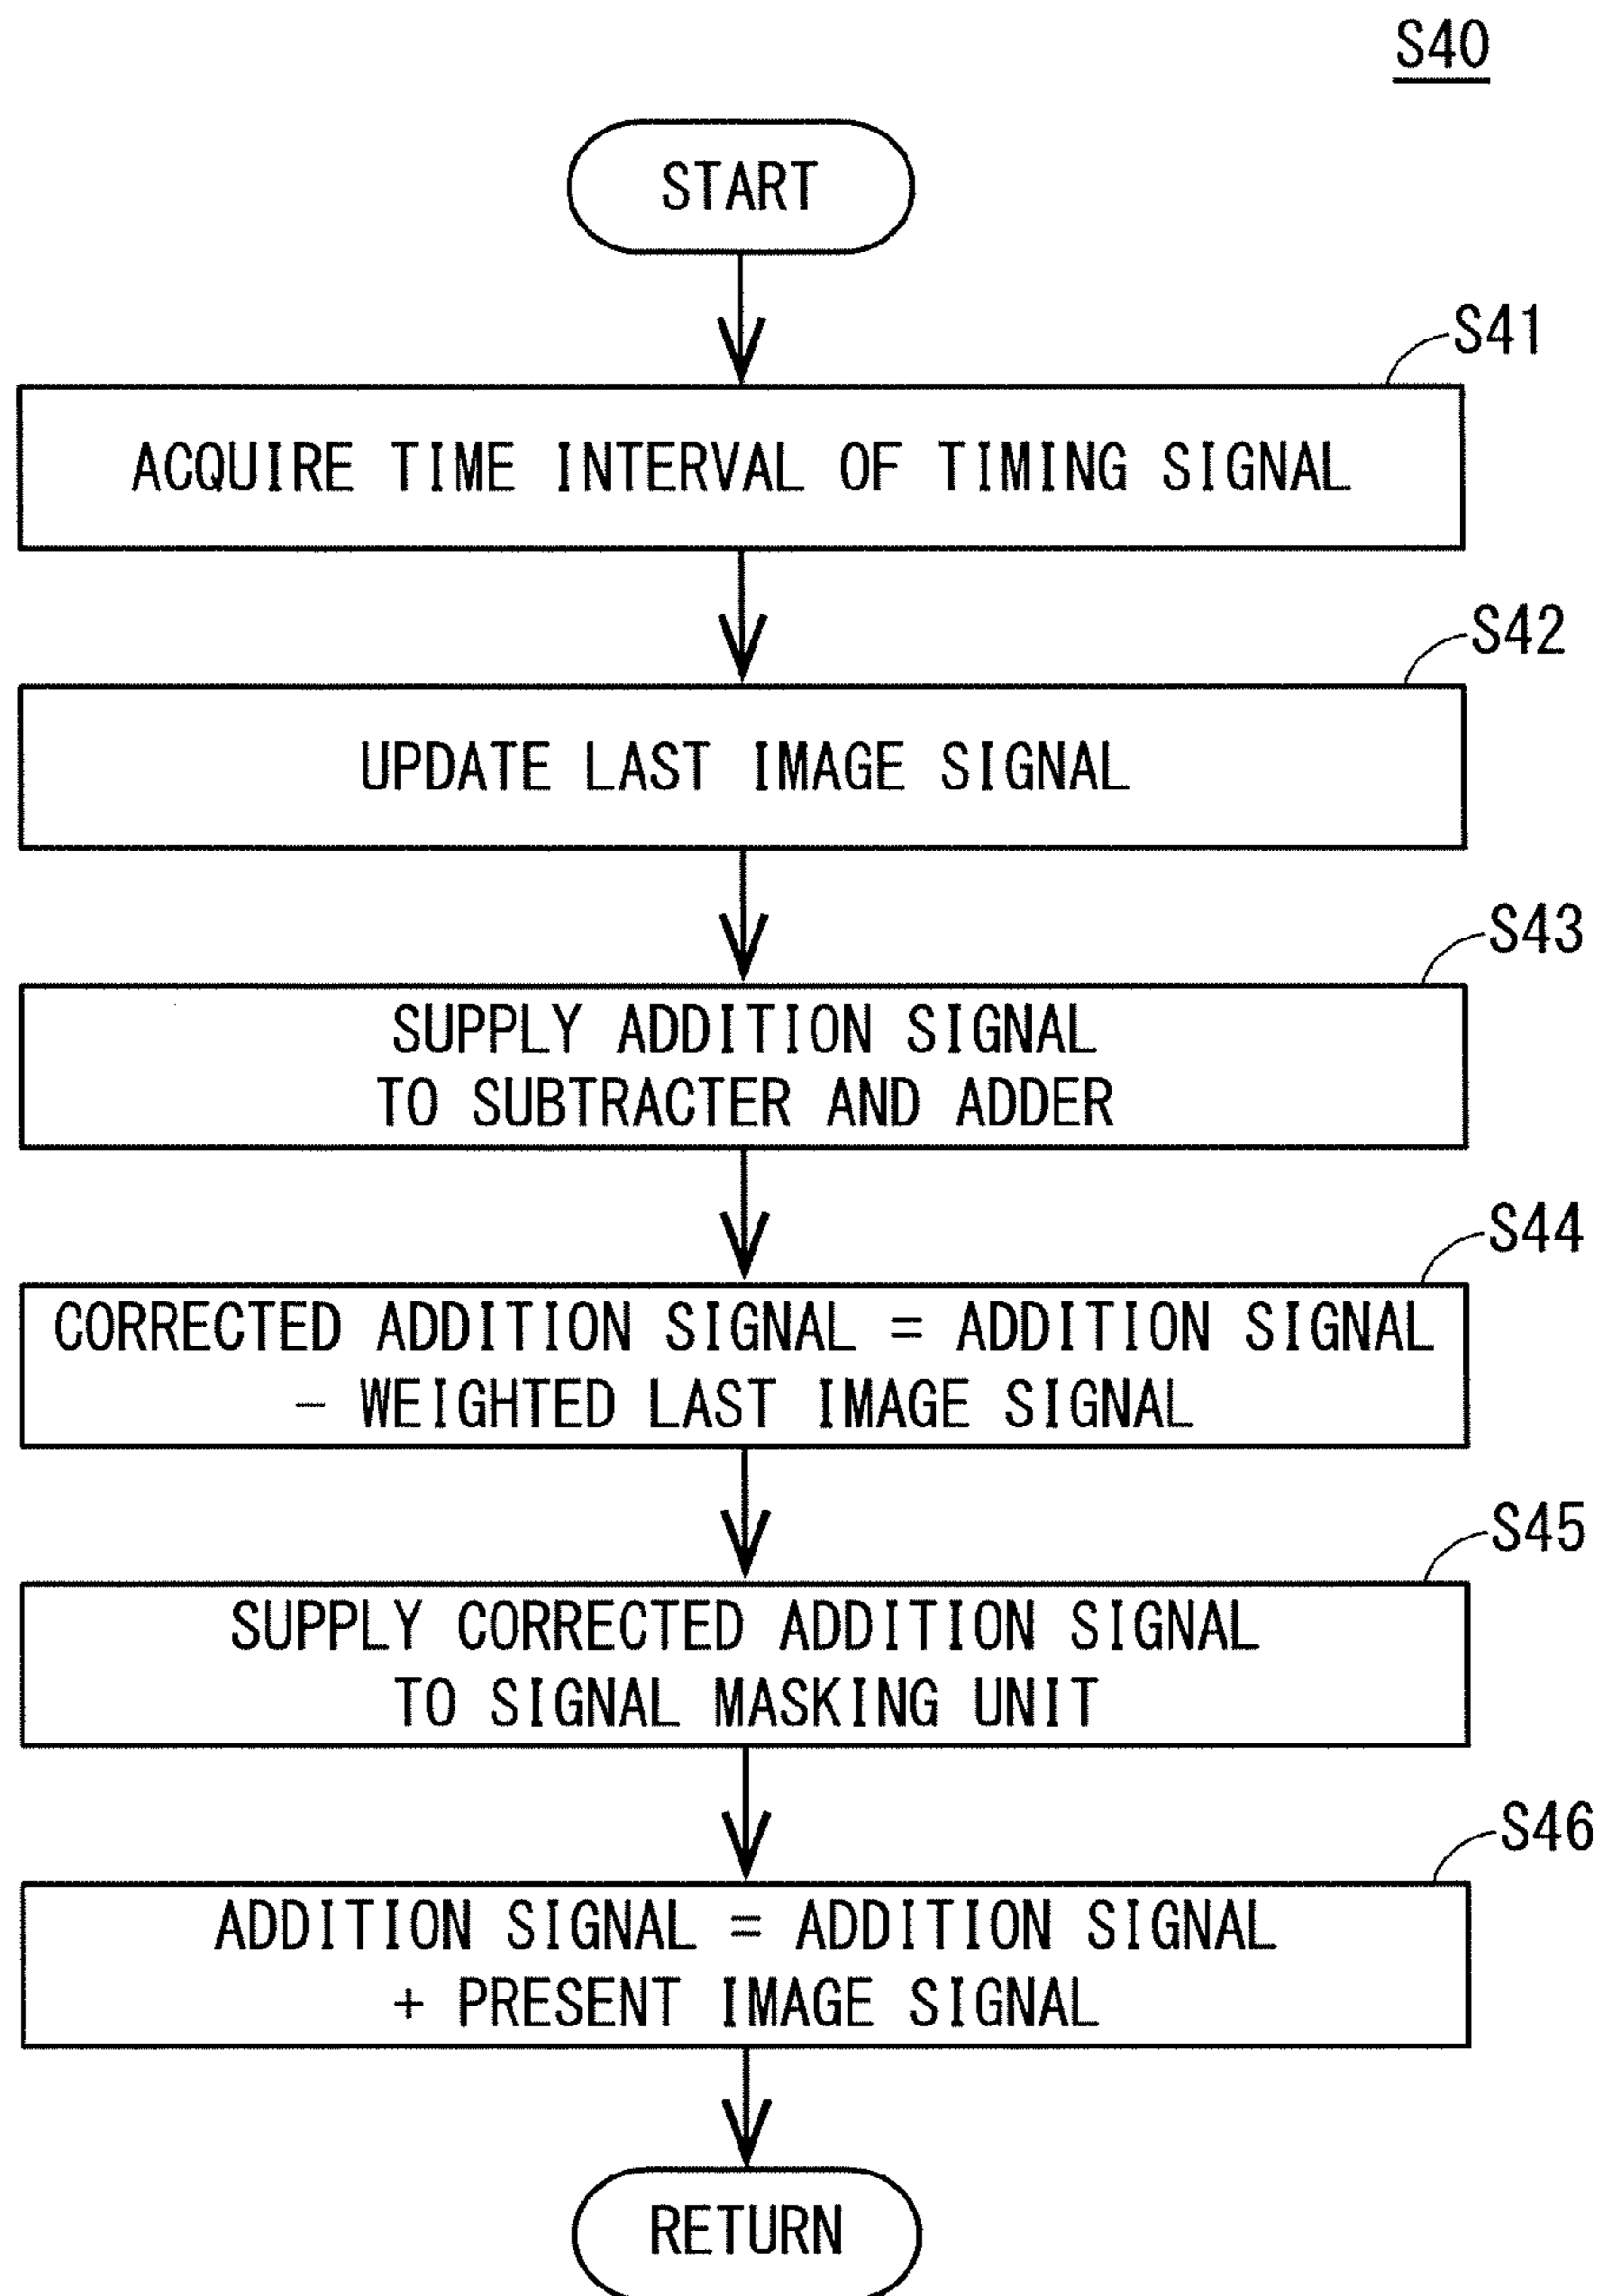 S40
START
S41
ACQUIRE TIME INTERVAL OF TIMING SIGNAL
S42
UPDATE LAST IMAGE SIGNAL
S43
SUPPLY ADDITION SIGNAL
TO SUBTRACTER AND ADDER
S44
CORRECTED ADDITION SIGNAL = ADDITION SIGNAL
- WEIGHTED LAST IMAGE SIGNAL
S45
SUPPLY CORRECTED ADDITION SIGNAL
TO SIGNAL MASKING UNIT
S46
ADDITION SIGNAL = ADDITION SIGNAL
+ PRESENT IMAGE SIGNAL
RETURN